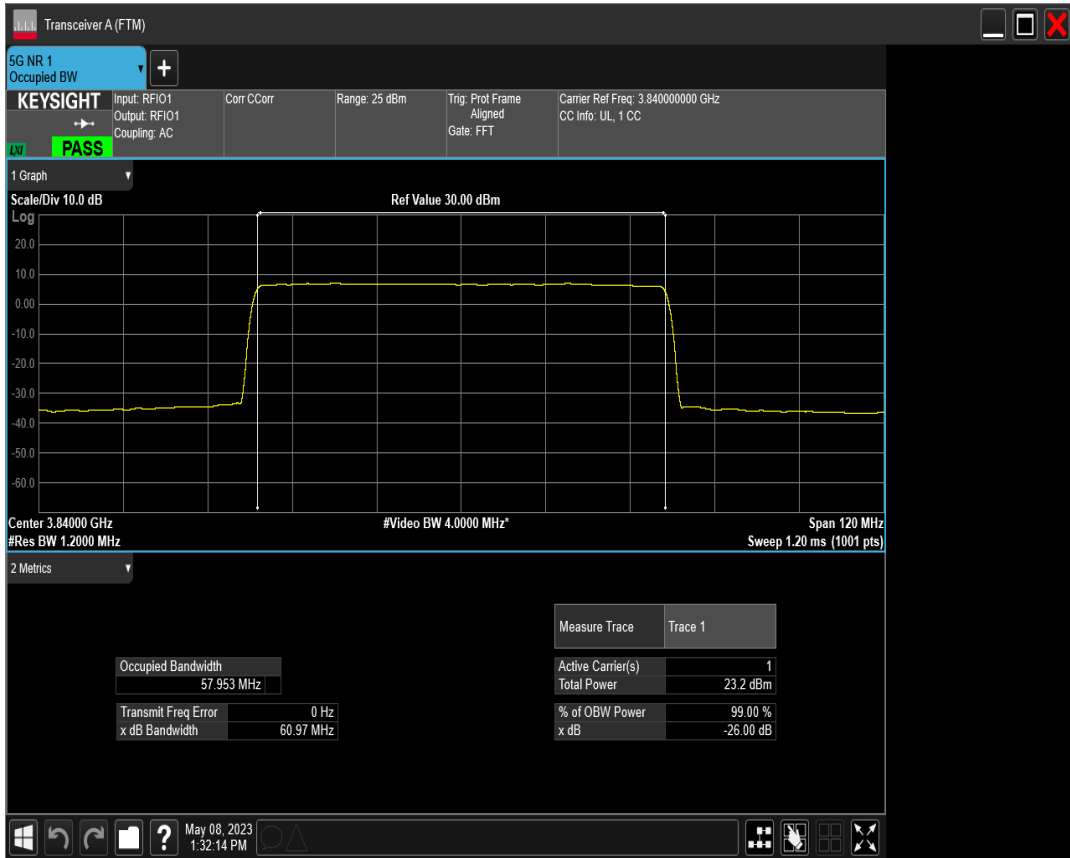 Transceiver A (FTM)
5G NR 1
Occupied BW
+
KEYSIGHT
LXI
PASS
Input: RFIO1
Output: RFIO1
Coupling: AC
Corr CCorr
Range: 25 dBm
Trig: Prot Frame
Aligned
Gate: FFT
Carrier Ref Freq: 3.840000000 GHz
CC Info: UL, 1 CC
1 Graph
Scale/Div 10.0 dB
Ref Value 30.00 dBm
Log
20.0
10.0
0.00
-10.0
-20.0
-30.0
-40.0
-50.0
-60.0
Center 3.84000 GHz
#Video BW 4.0000 MHz*
Span 120 MHz
#Res BW 1.2000 MHz
Sweep 1.20 ms (1001 pts)
2 Metrics
Measure Trace Trace 1
Occupied Bandwidth
57.953 MHz
Active Carrier(s) 1
Total Power 23.2 dBm
Transmit Freq Error 0 Hz
x dB Bandwidth 60.97 MHz
% of OBW Power 99.00 %
x dB -26.00 dB
?
May 08, 2023
1:32:14 PM